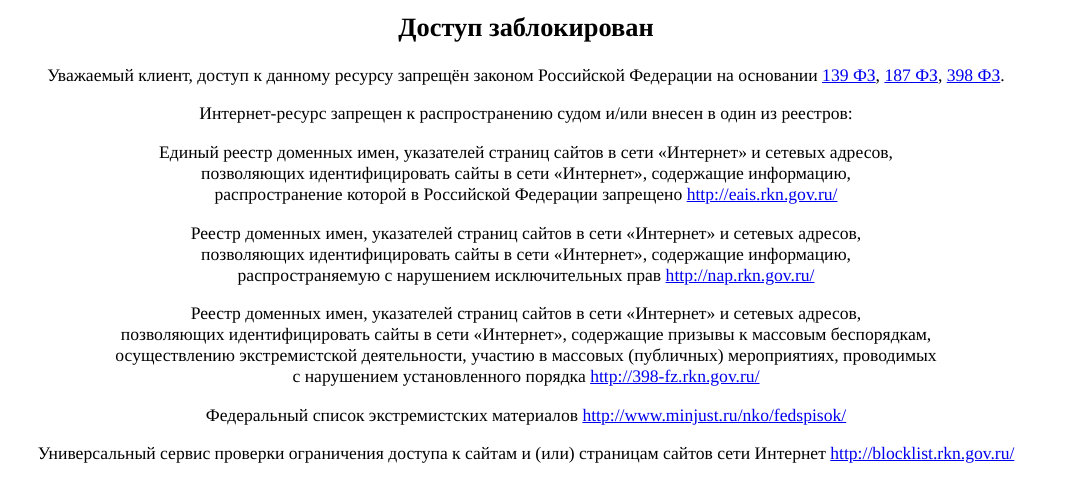 Доступ заблокирован
Уважаемый клиент, доступ к данному ресурсу запрещён законом Российской Федерации на основании 139 ФЗ, 187 ФЗ, 398 ФЗ.
Интернет-ресурс запрещен к распространению судом и/или внесен в один из реестров:
Единый реестр доменных имен, указателей страниц сайтов в сети «Интернет» и сетевых адресов,
позволяющих идентифицировать сайты в сети «Интернет», содержащие информацию,
распространение которой в Российской Федерации запрещено http://eais.rkn.gov.ru/
Реестр доменных имен, указателей страниц сайтов в сети «Интернет» и сетевых адресов,
позволяющих идентифицировать сайты в сети «Интернет», содержащие информацию,
распространяемую с нарушением исключительных прав http://nap.rkn.gov.ru/
Реестр доменных имен, указателей страниц сайтов в сети «Интернет» и сетевых адресов,
позволяющих идентифицировать сайты в сети «Интернет», содержащие призывы к массовым беспорядкам,
осуществлению экстремистской деятельности, участию в массовых (публичных) мероприятиях, проводимых
с нарушением установленного порядка http://398-fz.rkn.gov.ru/
Федеральный список экстремистских материалов http://www.minjust.ru/nko/fedspisok/
Универсальный сервис проверки ограничения доступа к сайтам и (или) страницам сайтов сети Интернет http://blocklist.rkn.gov.ru/